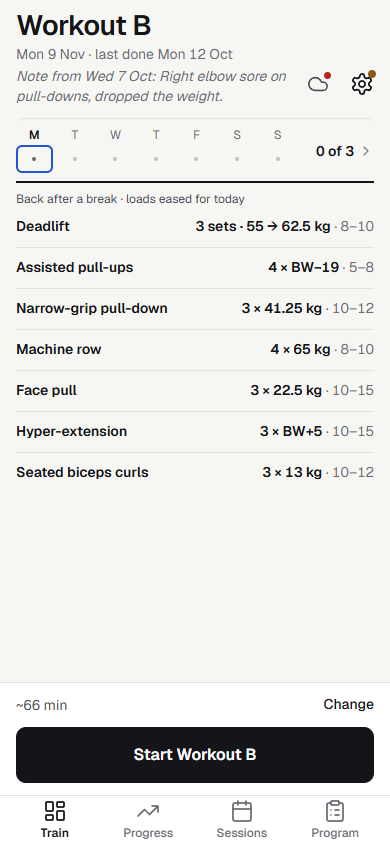 Workout B
Mon 9 Nov · last done Mon 12 Oct
Note from Wed 7 Oct: Right elbow sore on
pull-downs, dropped the weight.
M T W T F S S
0 of 3
Back after a break · loads eased for today
Deadlift 3 sets · 55 → 62.5 kg · 8–10
Assisted pull-ups 4 × BW−19 · 5–8
Narrow-grip pull-down 3 × 41.25 kg · 10–12
Machine row 4 × 65 kg · 8–10
Face pull 3 × 22.5 kg · 10–15
Hyper-extension 3 × BW+5 · 10–15
Seated biceps curls 3 × 13 kg · 10–12
~66 min Change
Start Workout B
Train Progress Sessions Program